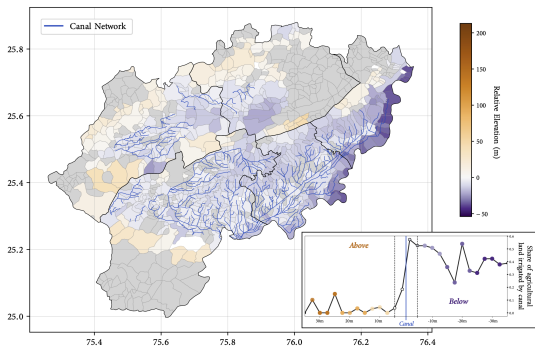 Canal Network
25.8
25.6
25.4
25.2
25.0
75.4
75.6
75.8
76.0
76.2
76.4
200
150
100
50
0
−50
Relative Elevation (m)
Above
Below
Canal
Share of agricultural
land irrigated by canal